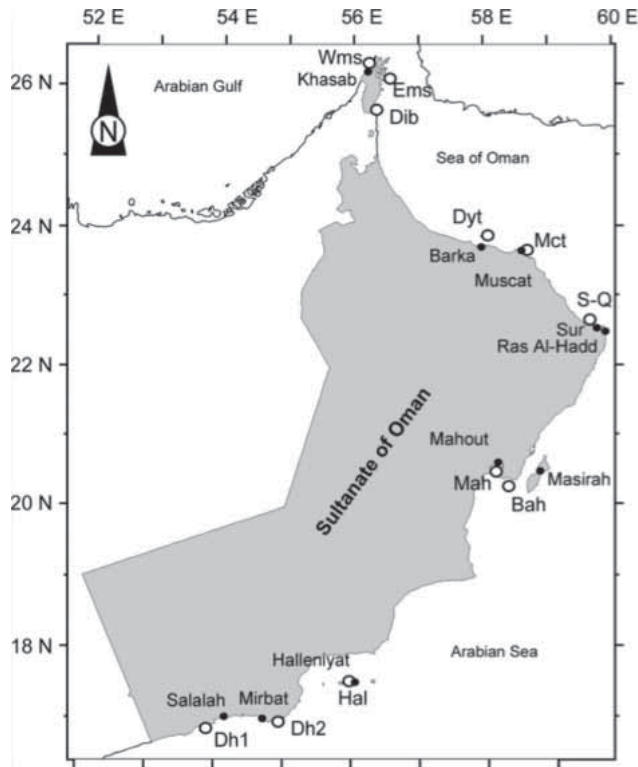 52 E 54 E 56 E 58 E 60 E
26 N
24 N
22 N
20 N
18 N
N
Arabian Gulf
Wms
Khasab
Ems
Dib
Sea of Oman
Dyt
Mct
Barka
Muscat
S-Q
Sur
Ras Al-Hadd
Sultanate of Oman
Mahout
Mah
Masirah
Bah
Halleniyat
Hal
Arabian Sea
Salalah
Mirbat
Dh1
Dh2